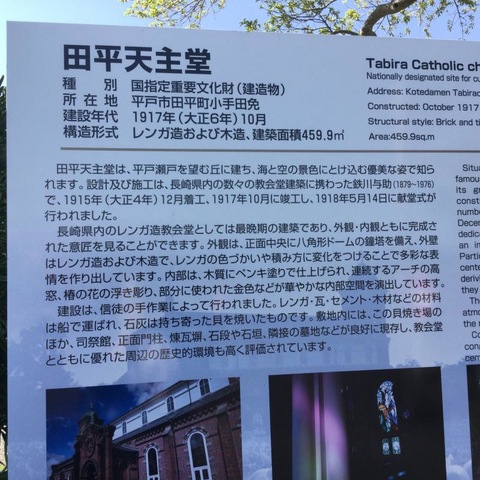 田平天主堂
種　別　国指定重要文化財（建造物）
所 在 地　平戸市田平町小手田免
建設年代　1917年（大正6年）10月
構造形式　レンガ造および木造、建築面積459.9㎡
田平天主堂は、平戸瀬戸を望む丘に建ち、海と空の景色にとけ込む優美な姿で知ら
れます。設計及び施工は、長崎県内の数々の教会堂建築に携わった鉄川与助（1879～1976）
で、1915年（大正4年）12月着工、1917年10月に竣工し、1918年5月14日に献堂式が
行われました。
長崎県内のレンガ造教会堂としては最晩期の建築であり、外観・内観ともに完成さ
れた意匠を見ることができます。外観は、正面中央に八角形ドームの鐘塔を備え、外壁
はレンガ造および木造で、レンガの色づかいや積み方に変化をつけることで多彩な表
情を作り出しています。内部は、木質にペンキ塗りで仕上げられ、連続するアーチの高
窓、椿の花の浮き彫り、部分に使われた金色などが華やかな内部空間を演出しています。
建設は、信徒の手作業によって行われました。レンガ・瓦・セメント・木材などの材料
は船で運ばれ、石灰は持ち寄った貝を焼いたものです。敷地内には、この貝焼き場の
ほか、司祭館、正面門柱、煉瓦塀、石段や石垣、隣接の墓地などが良好に現存し、教会堂
とともに優れた周辺の歴史的環境も高く評価されています。
Tabira Catholic ch
Nationally designated site for cu
Address: Kotedamen Tabirac
Constructed: October 1917
Structural style: Brick and ti
Area:459.9sq.m
Situa
famous
its gr
const
numb
Decem
dedic
an in
Parti
cente
deriv
they
The
atmo
the
Co
conc
cem